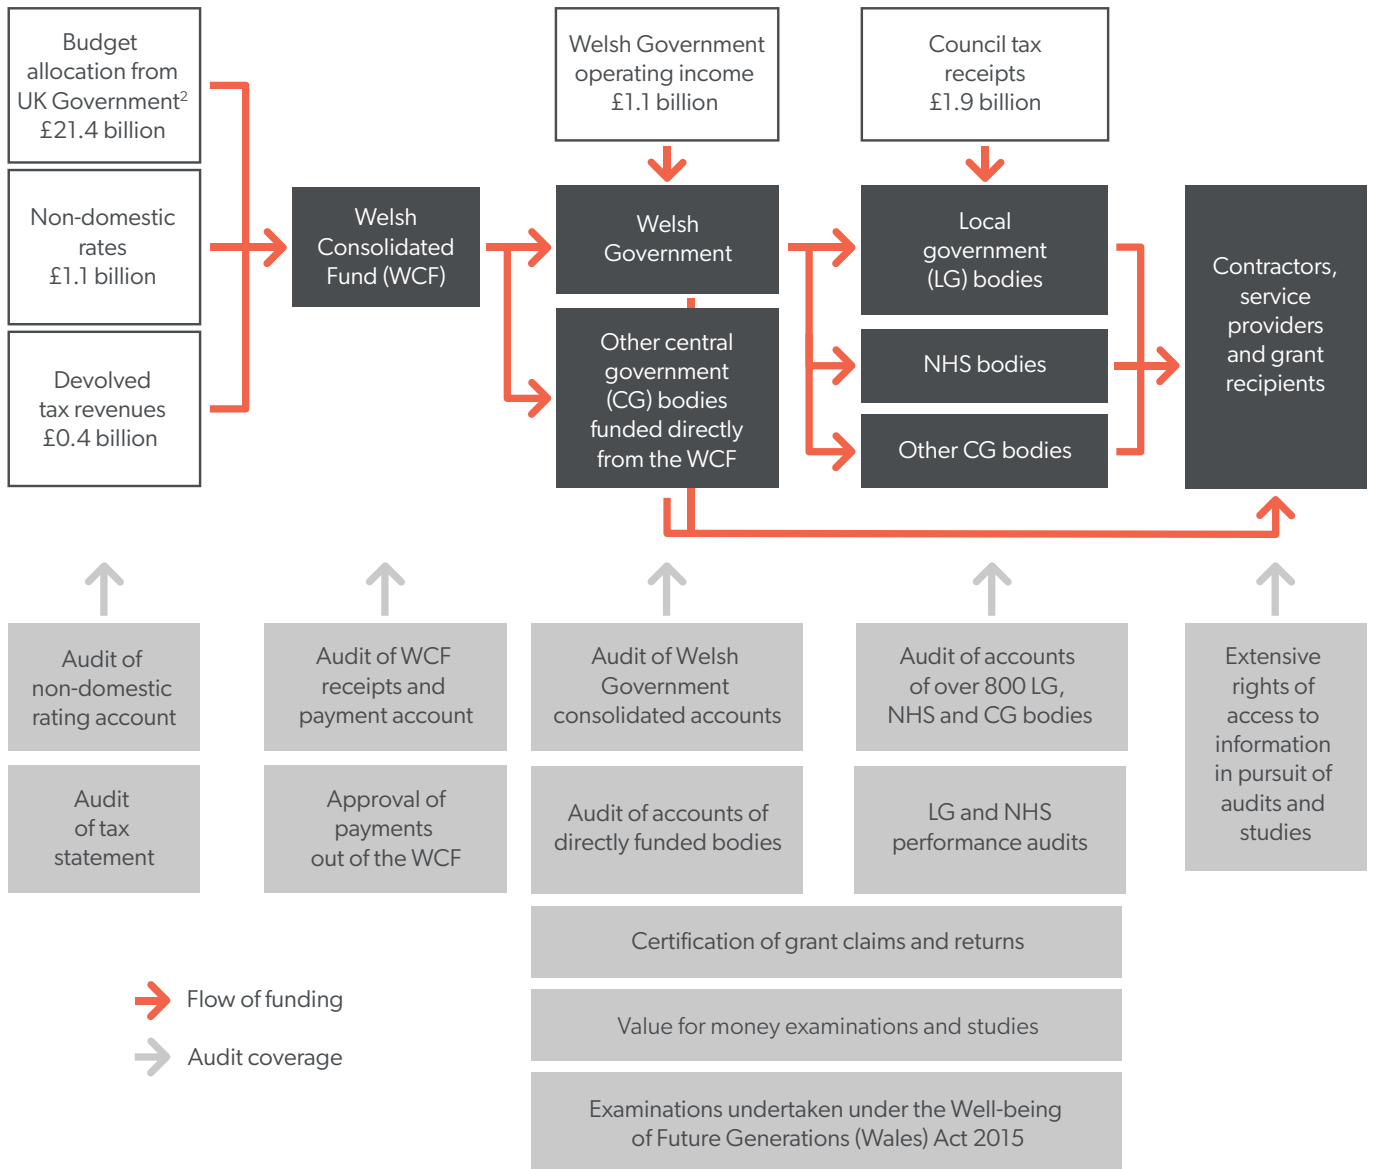 Budget
allocation from
UK Government²
£21.4 billion
Non-domestic
rates
£1.1 billion
Devolved
tax revenues
£0.4 billion
Welsh
Consolidated
Fund (WCF)
Welsh Government
operating income
£1.1 billion
Welsh
Government
Other central
government
(CG) bodies
funded directly
from the WCF
Council tax
receipts
£1.9 billion
Local
government
(LG) bodies
NHS bodies
Other CG bodies
Contractors,
service
providers
and grant
recipients
Audit of
non-domestic
rating account
Audit
of tax
statement
Audit of WCF
receipts and
payment account
Approval of
payments
out of the WCF
Audit of Welsh
Government
consolidated accounts
Audit of accounts of
directly funded bodies
Audit of accounts
of over 800 LG,
NHS and CG bodies
LG and NHS
performance audits
Extensive
rights of
access to
information
in pursuit of
audits and
studies
Certification of grant claims and returns
Value for money examinations and studies
Examinations undertaken under the Well-being
of Future Generations (Wales) Act 2015
Flow of funding
Audit coverage